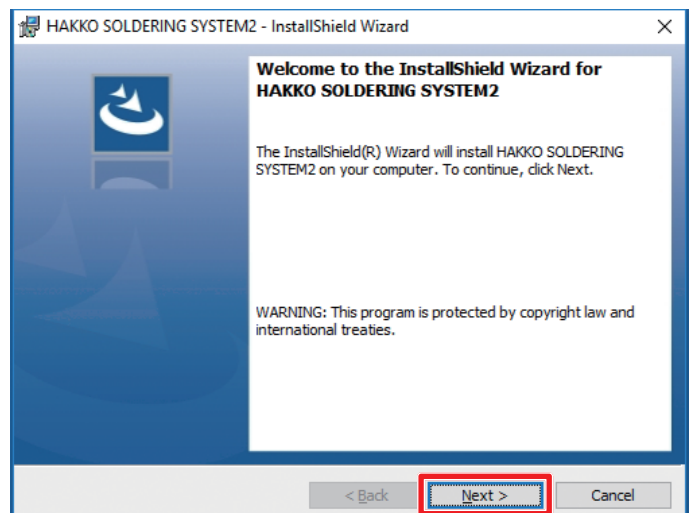 HAKKO SOLDERING SYSTEM2 - InstallShield Wizard
Welcome to the InstallShield Wizard for
HAKKO SOLDERING SYSTEM2
The InstallShield(R) Wizard will install HAKKO SOLDERING
SYSTEM2 on your computer. To continue, click Next.
WARNING: This program is protected by copyright law and
international treaties.
< Back Next > Cancel